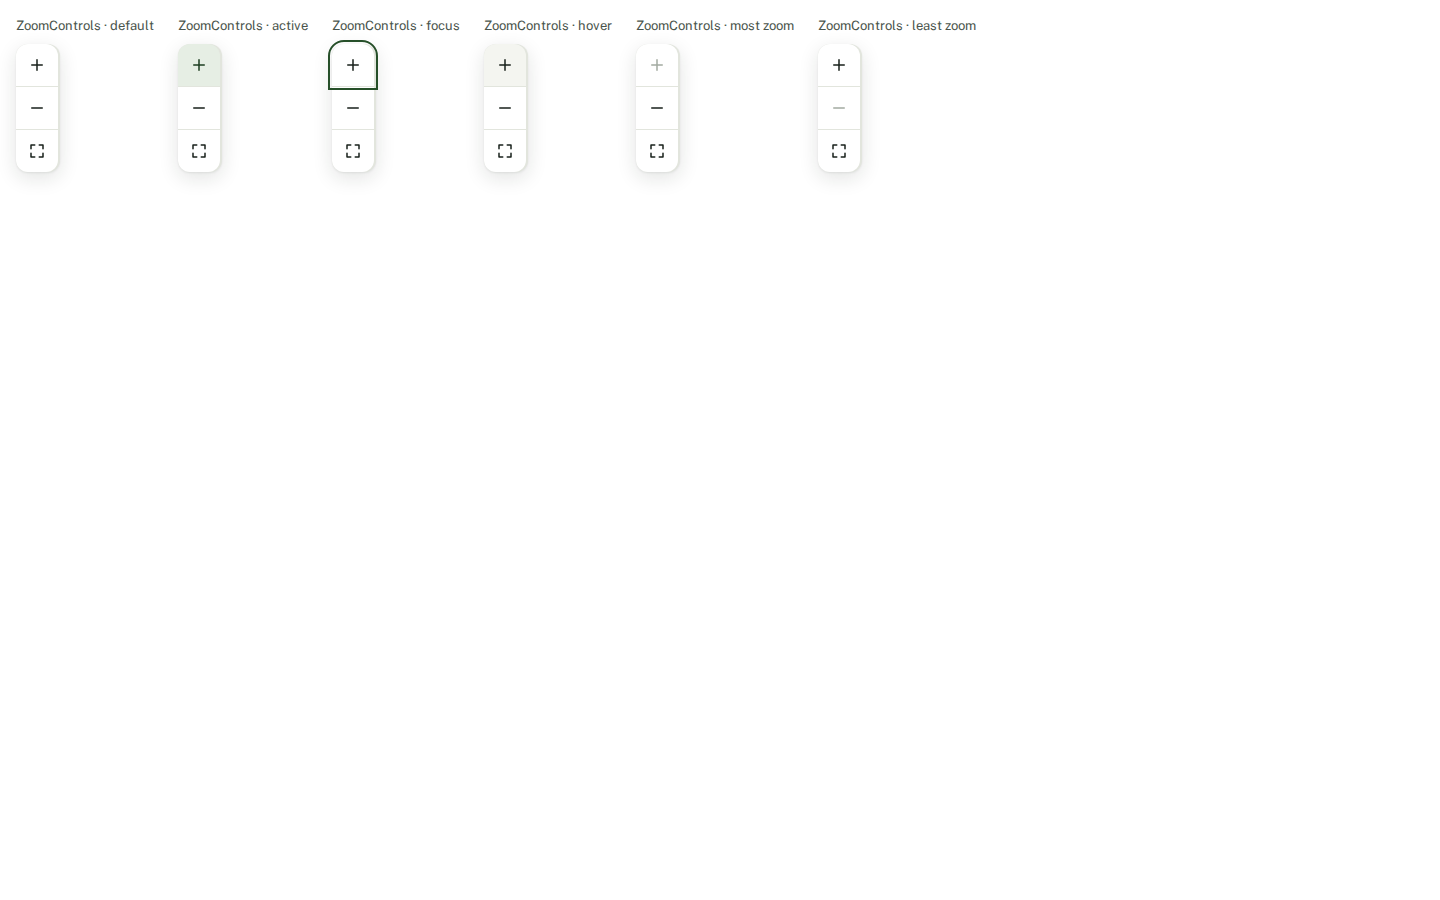 ZoomControls · default
ZoomControls · active
ZoomControls · focus
ZoomControls · hover
ZoomControls · most zoom
ZoomControls · least zoom